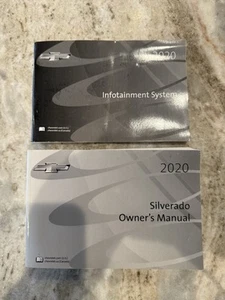 2020
Infotainment System
2020
Silverado
Owner's Manual